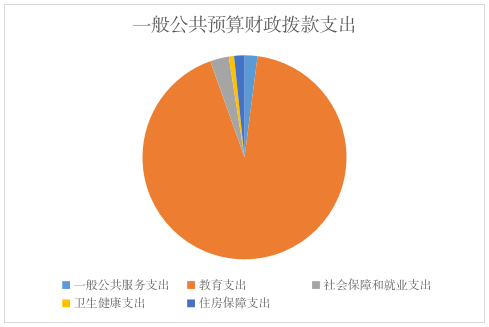 一般公共预算财政拨款支出
一般公共服务支出 教育支出 社会保障和就业支出
卫生健康支出 住房保障支出